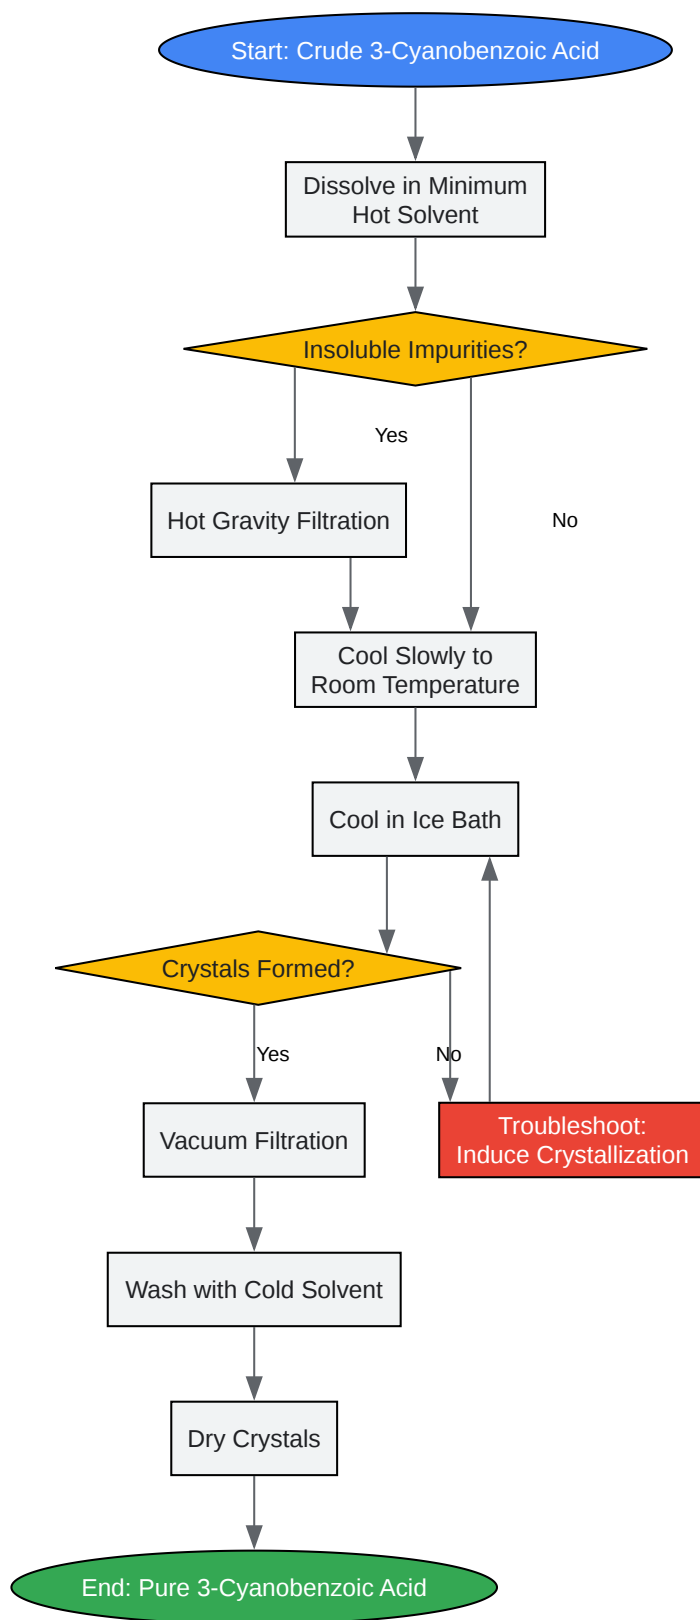 Start: Crude 3-Cyanobenzoic Acid
Dissolve in Minimum
Hot Solvent
Insoluble Impurities?
Yes
Hot Gravity Filtration
No
Cool Slowly to
Room Temperature
Cool in Ice Bath
Crystals Formed?
Yes
No
Vacuum Filtration
Troubleshoot:
Induce Crystallization
Wash with Cold Solvent
Dry Crystals
End: Pure 3-Cyanobenzoic Acid